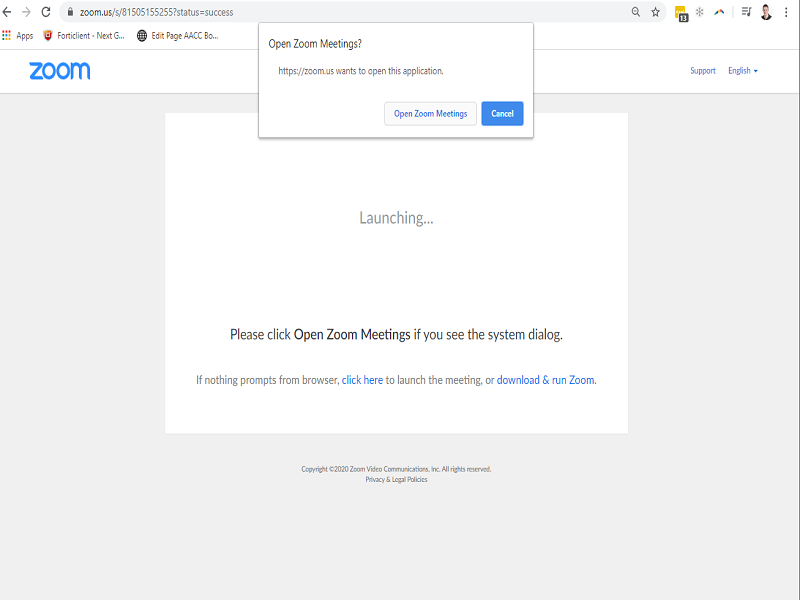 zoom.us/s/81505155255?status=success
13
Apps
Forticlient - Next G...
Edit Page AACC Bo...
Open Zoom Meetings?
https://zoom.us wants to open this application.
Open Zoom Meetings
Cancel
zoom
Support
English
Launching...
Please click Open Zoom Meetings if you see the system dialog.
If nothing prompts from browser, click here to launch the meeting, or download & run Zoom.
Copyright ©2020 Zoom Video Communications, Inc. All rights reserved.
Privacy & Legal Policies